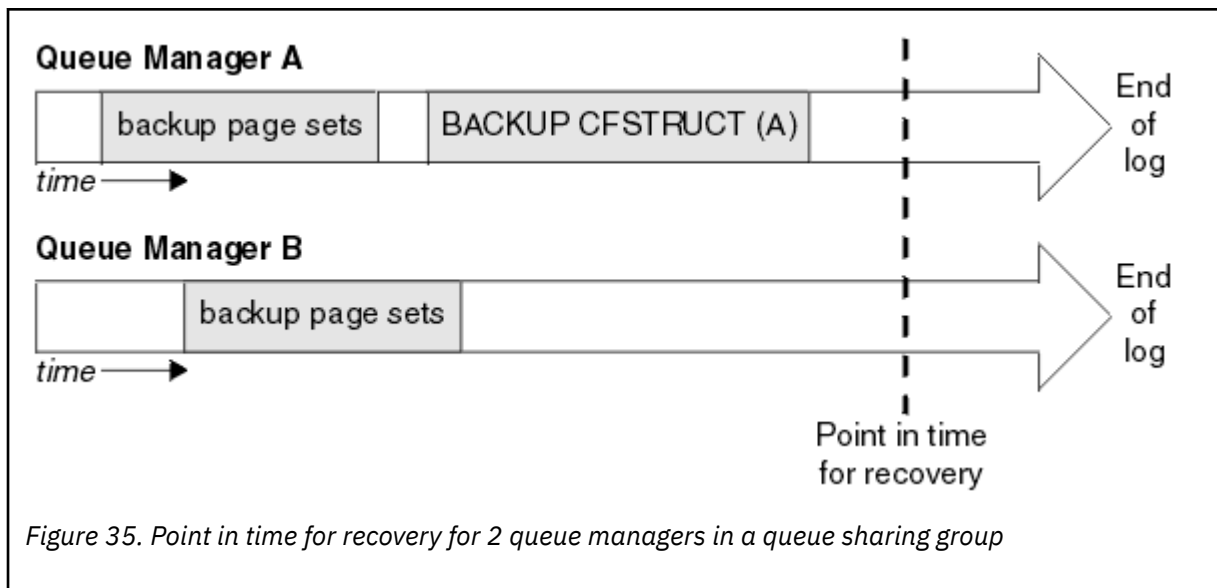 Queue Manager A
backup page sets
BACKUP CFSTRUCT (A)
End
of
log
time
Queue Manager B
backup page sets
End
of
log
time
Point in time
for recovery
Figure 35. Point in time for recovery for 2 queue managers in a queue sharing group